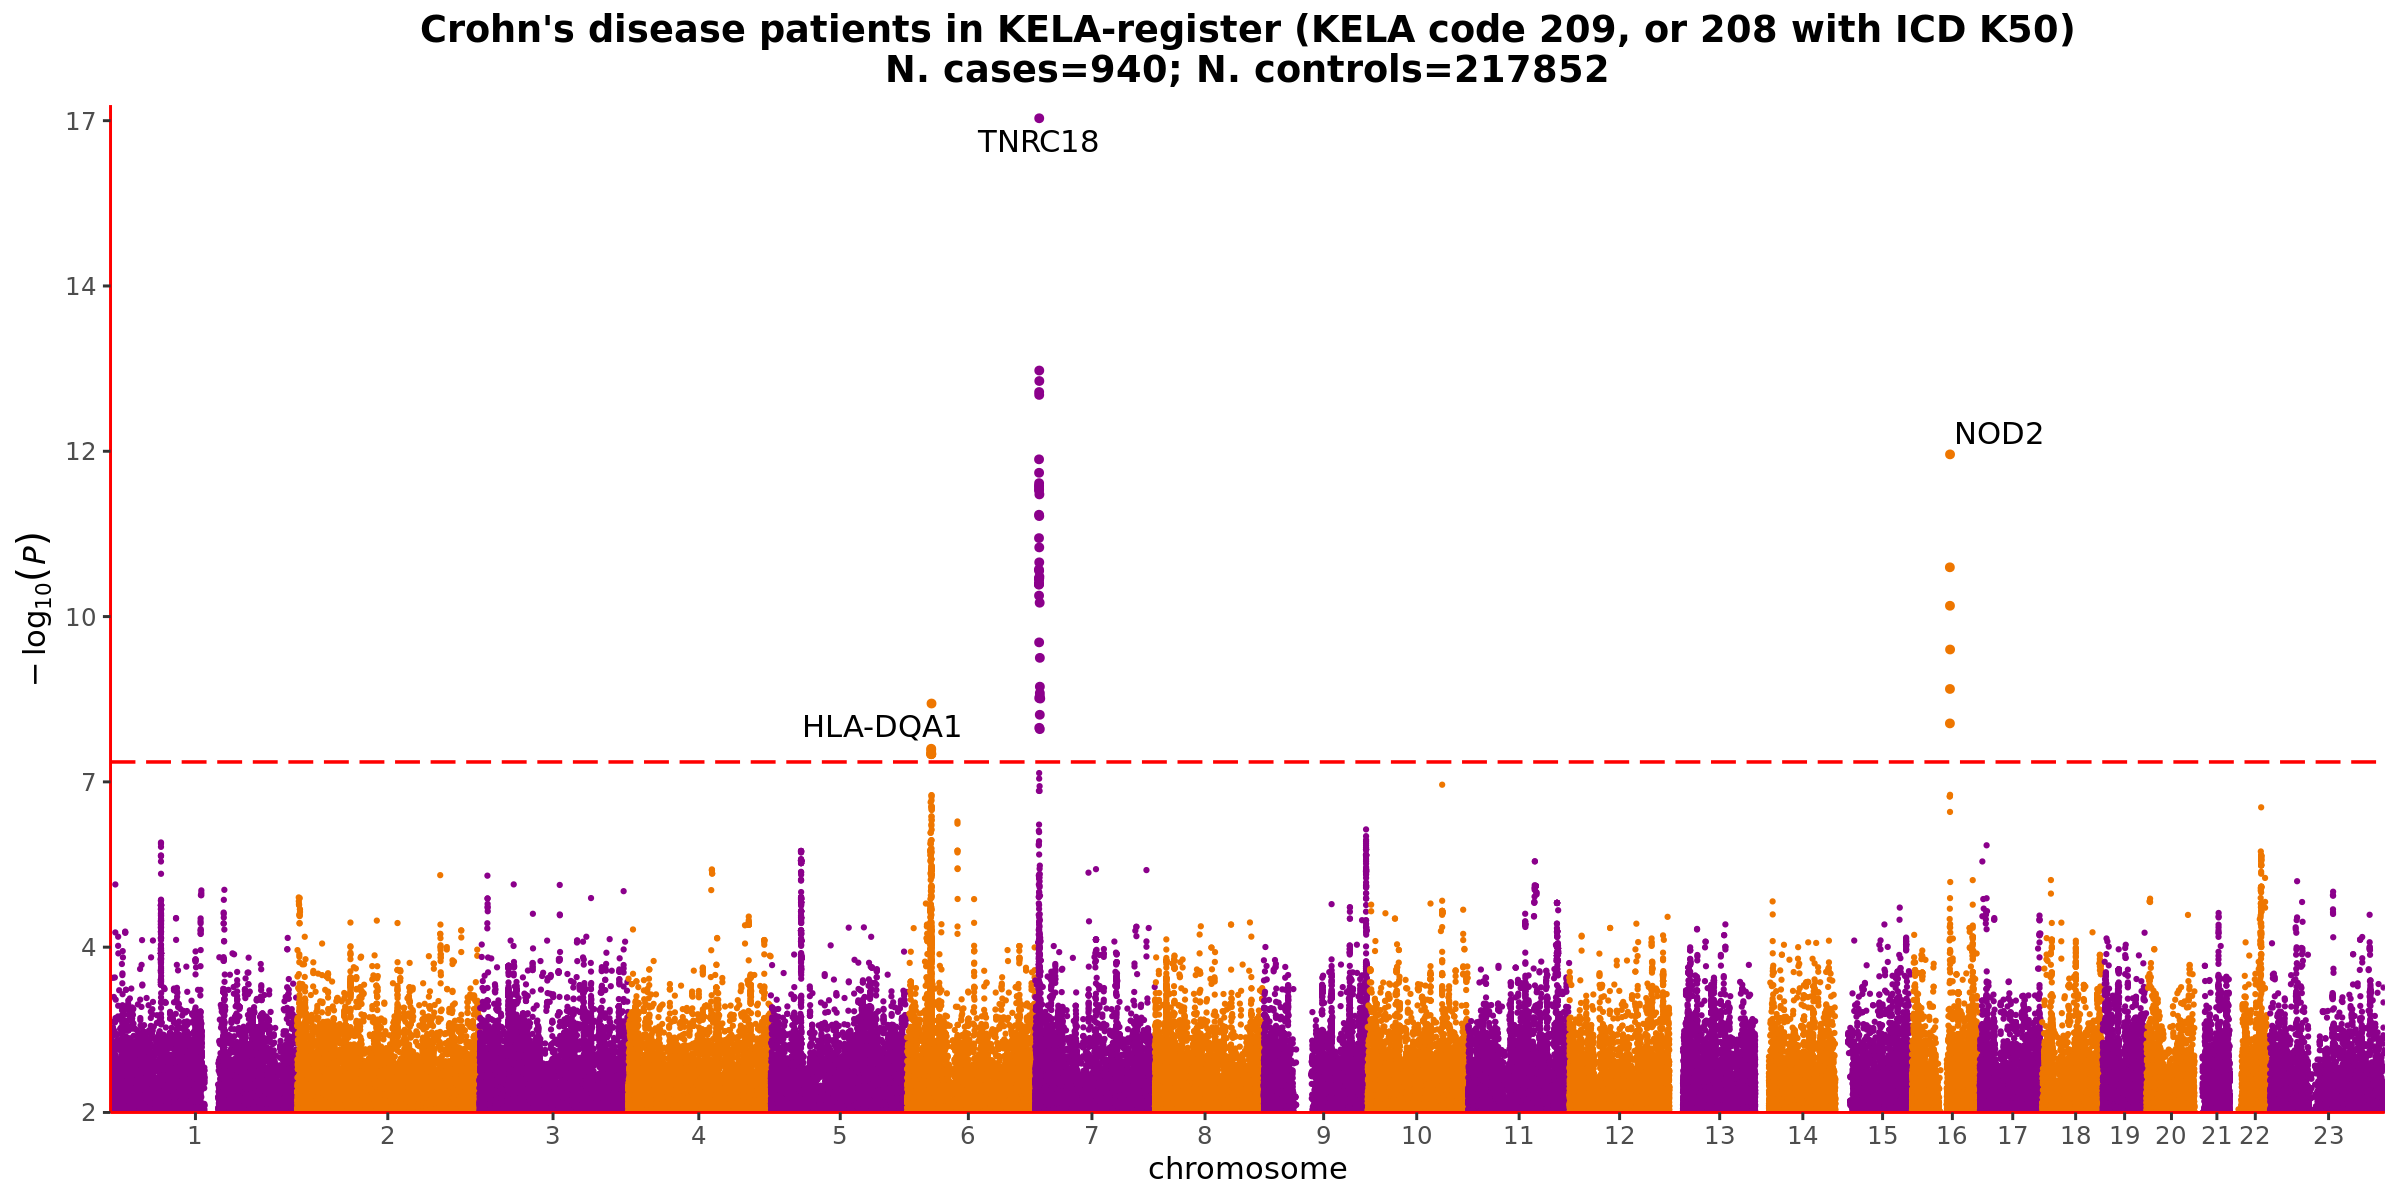 Crohn's disease patients in KELA-register (KELA code 209, or 208 with ICD K50)
N. cases=940; N. controls=217852
17
TNRC18
14
12
NOD2
10
− log10(P)
HLA-DQA1
7
4
2
1 2 3 4 5 6 7 8 9 10 11 12 13 14 15 16 17 18 19 20 21 22 23
chromosome